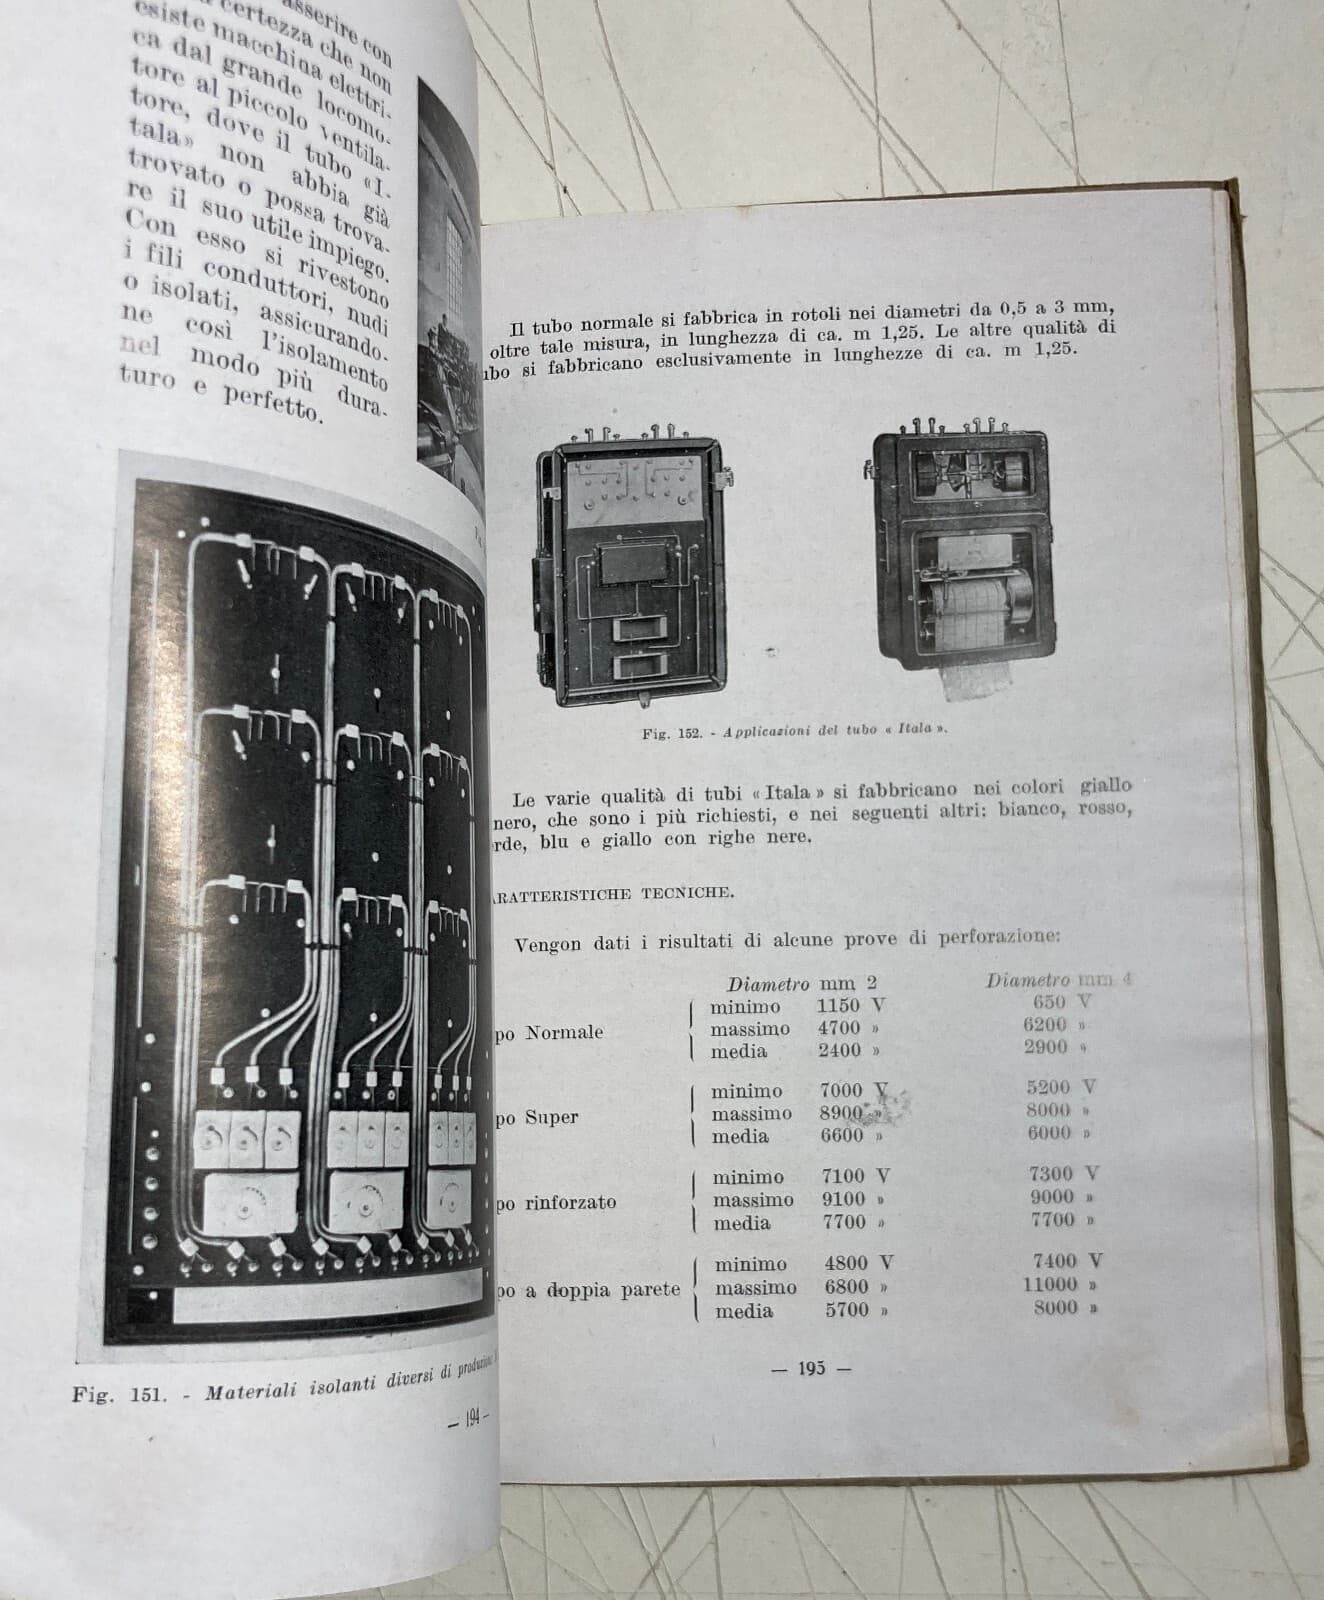 asserire con
certezza che non
esiste macchina elettri-
ca dal grande locomo-
tore al piccolo ventila-
tore, dove il tubo «I-
tala» non abbia già
trovato o possa trova-
re il suo utile impiego.
Con esso si rivestono
i fili conduttori, nudi
o isolati, assicurando-
ne così l'isolamento
nel modo più dura-
turo e perfetto.
Fig. 151. - Materiali isolanti diversi di
— 194 —
Il tubo normale si fabbrica in rotoli nei diametri da 0,5 a 3 mm,
oltre tale misura, in lunghezza di ca. m 1,25. Le altre qualità di
ubo si fabbricano esclusivamente in lunghezze di ca. m 1,25.
Fig. 152. - Applicazioni del tubo « Itala ».
Le varie qualità di tubi « Itala » si fabbricano nei colori giallo
nero, che sono i più richiesti, e nei seguenti altri: bianco, rosso,
rde, blu e giallo con righe nere.
RATTERISTICHE TECNICHE.
Vengon dati i risultati di alcune prove di perforazione:
Diametro mm 2 Diametro mm 4
minimo 1150 V 650 V
po Normale massimo 4700 » 6200 »
media 2400 » 2900 »
minimo 7000 V 5200 V
po Super massimo 8900 » 8000 »
media 6600 » 6000 »
minimo 7100 V 7300 V
po rinforzato massimo 9100 » 9000 »
media 7700 » 7700 »
minimo 4800 V 7400 V
po a doppia parete massimo 6800 » 11000 »
media 5700 » 8000 »
— 195 —